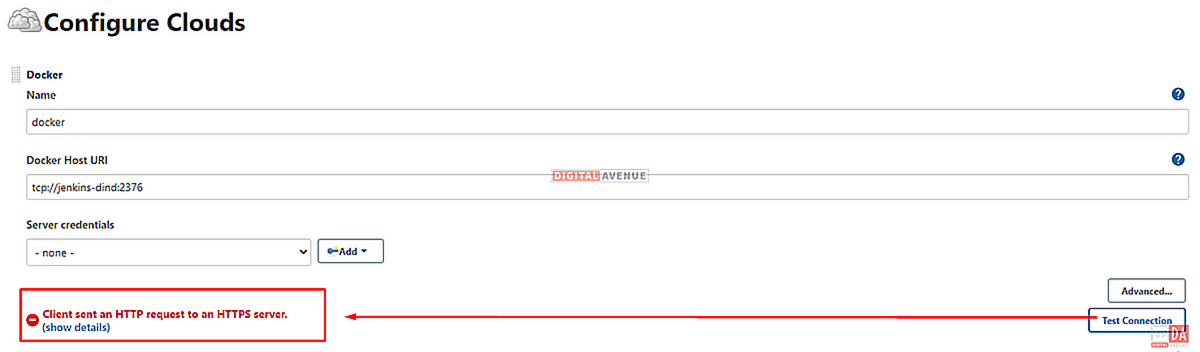 Configure Clouds
Docker
Name
docker
Docker Host URI
tcp://jenkins-dind:2376
DIGITAL AVENUE
Server credentials
- none -
Add
Advanced...
Client sent an HTTP request to an HTTPS server.
(show details)
Test Connection
DA